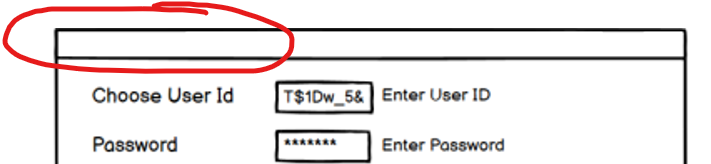 Choose User Id T$1Dw_5& Enter User ID
Password ******* Enter Password